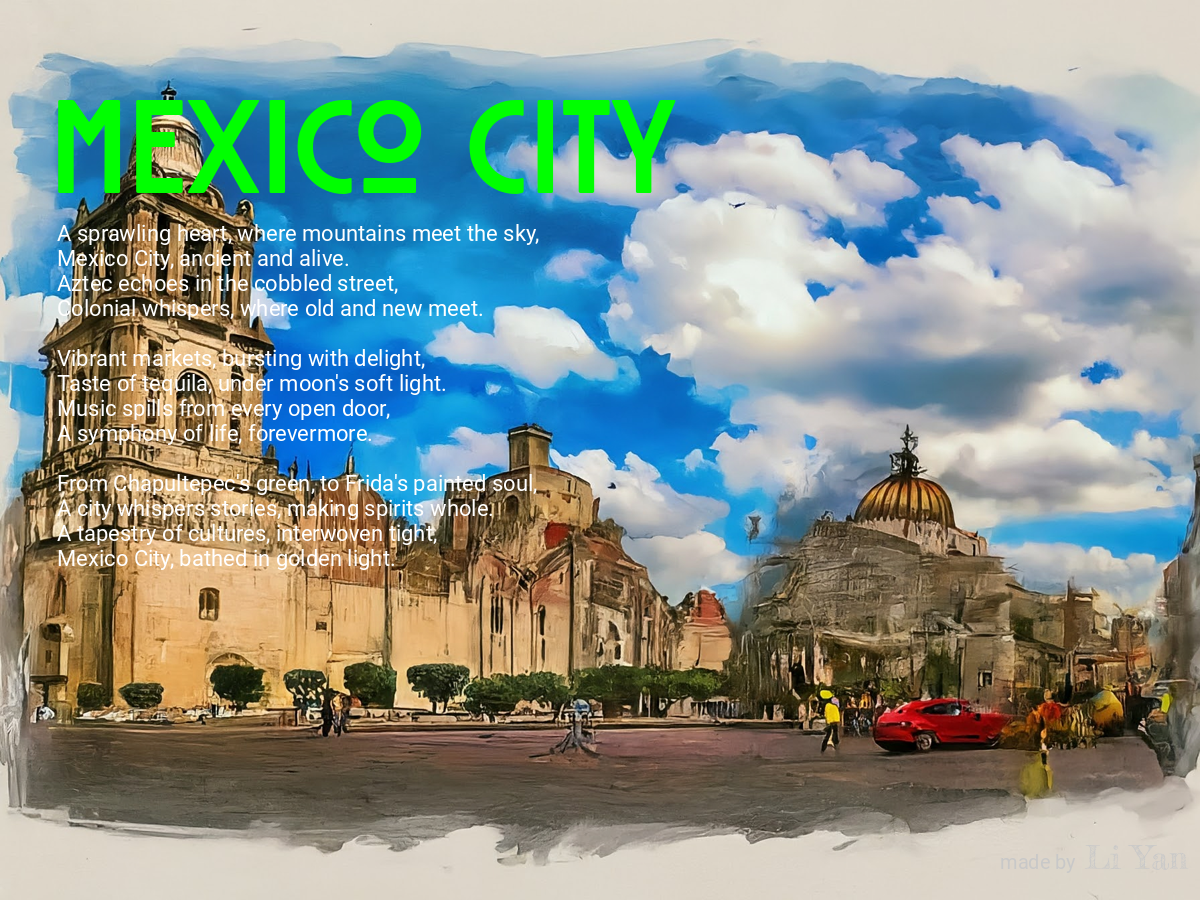 MEXICO CITY
A sprawling heart, where mountains meet the sky,
Mexico City, ancient and alive.
Aztec echoes in the cobbled street,
Colonial whispers, where old and new meet.
Vibrant markets, bursting with delight,
Taste of tequila, under moon's soft light.
Music spills from every open door,
A symphony of life, forevermore.
From Chapultepec's green, to Frida's painted soul,
A city whispers stories, making spirits whole.
A tapestry of cultures, interwoven tight,
Mexico City, bathed in golden light.
made by Li Yan